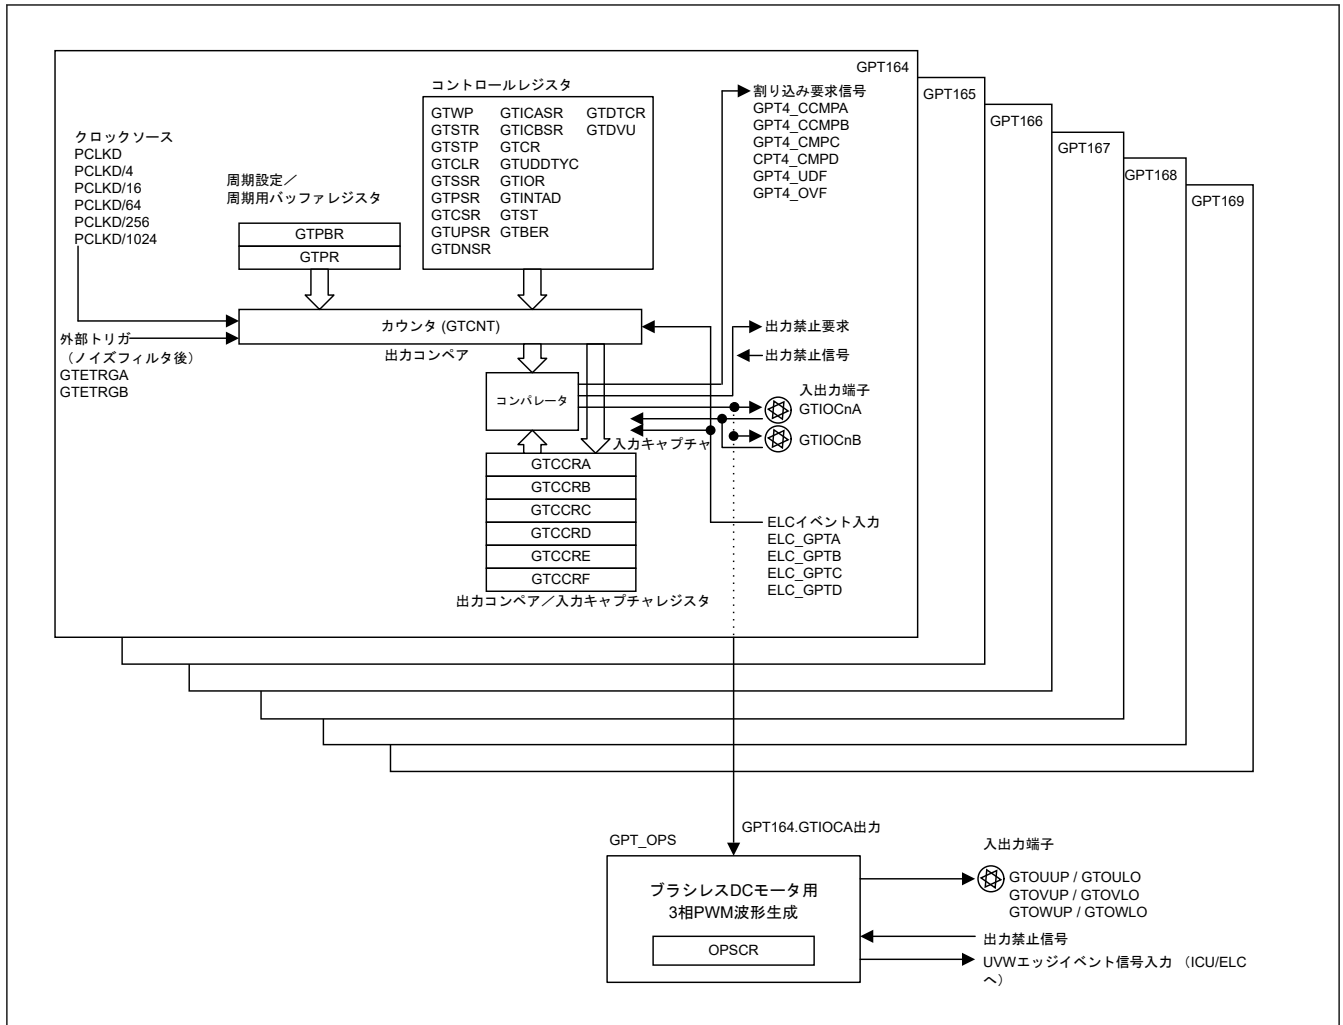 GPT164
GPT165
GPT166
GPT167
GPT168
GPT169
クロックソース
PCLKD
PCLKD/4
PCLKD/16
PCLKD/64
PCLKD/256
PCLKD/1024
周期設定／
周期用バッファレジスタ
GTPBR
GTPR
コントロールレジスタ
GTWP GTICASR GTDTCR
GTSTR GTICBSR GTDVU
GTSTP GTCR
GTCLR GTUDDTYC
GTSSR GTIOR
GTPSR GTINTAD
GTCSR GTST
GTUPSR GTBER
GTDNSR
割り込み要求信号
GPT4_CCMPA
GPT4_CCMPB
GPT4_CMPC
CPT4_CMPD
GPT4_UDF
GPT4_OVF
外部トリガ
（ノイズフィルタ後）
GTETRGA
GTETRGB
カウンタ (GTCNT)
出力コンペア
出力禁止要求
出力禁止信号
コンパレータ
入出力端子
GTIOCnA
GTIOCnB
入力キャプチャ
GTCCRA
GTCCRB
GTCCRC
GTCCRD
GTCCRE
GTCCRF
出力コンペア／入力キャプチャレジスタ
ELCイベント入力
ELC_GPTA
ELC_GPTB
ELC_GPTC
ELC_GPTD
GPT164.GTIOCA出力
GPT_OPS
ブラシレスDCモータ用
3相PWM波形生成
OPSCR
入出力端子
GTOUUP / GTOULO
GTOVUP / GTOVLO
GTOWUP / GTOWLO
出力禁止信号
UVWエッジイベント信号入力 （ICU/ELC
へ）